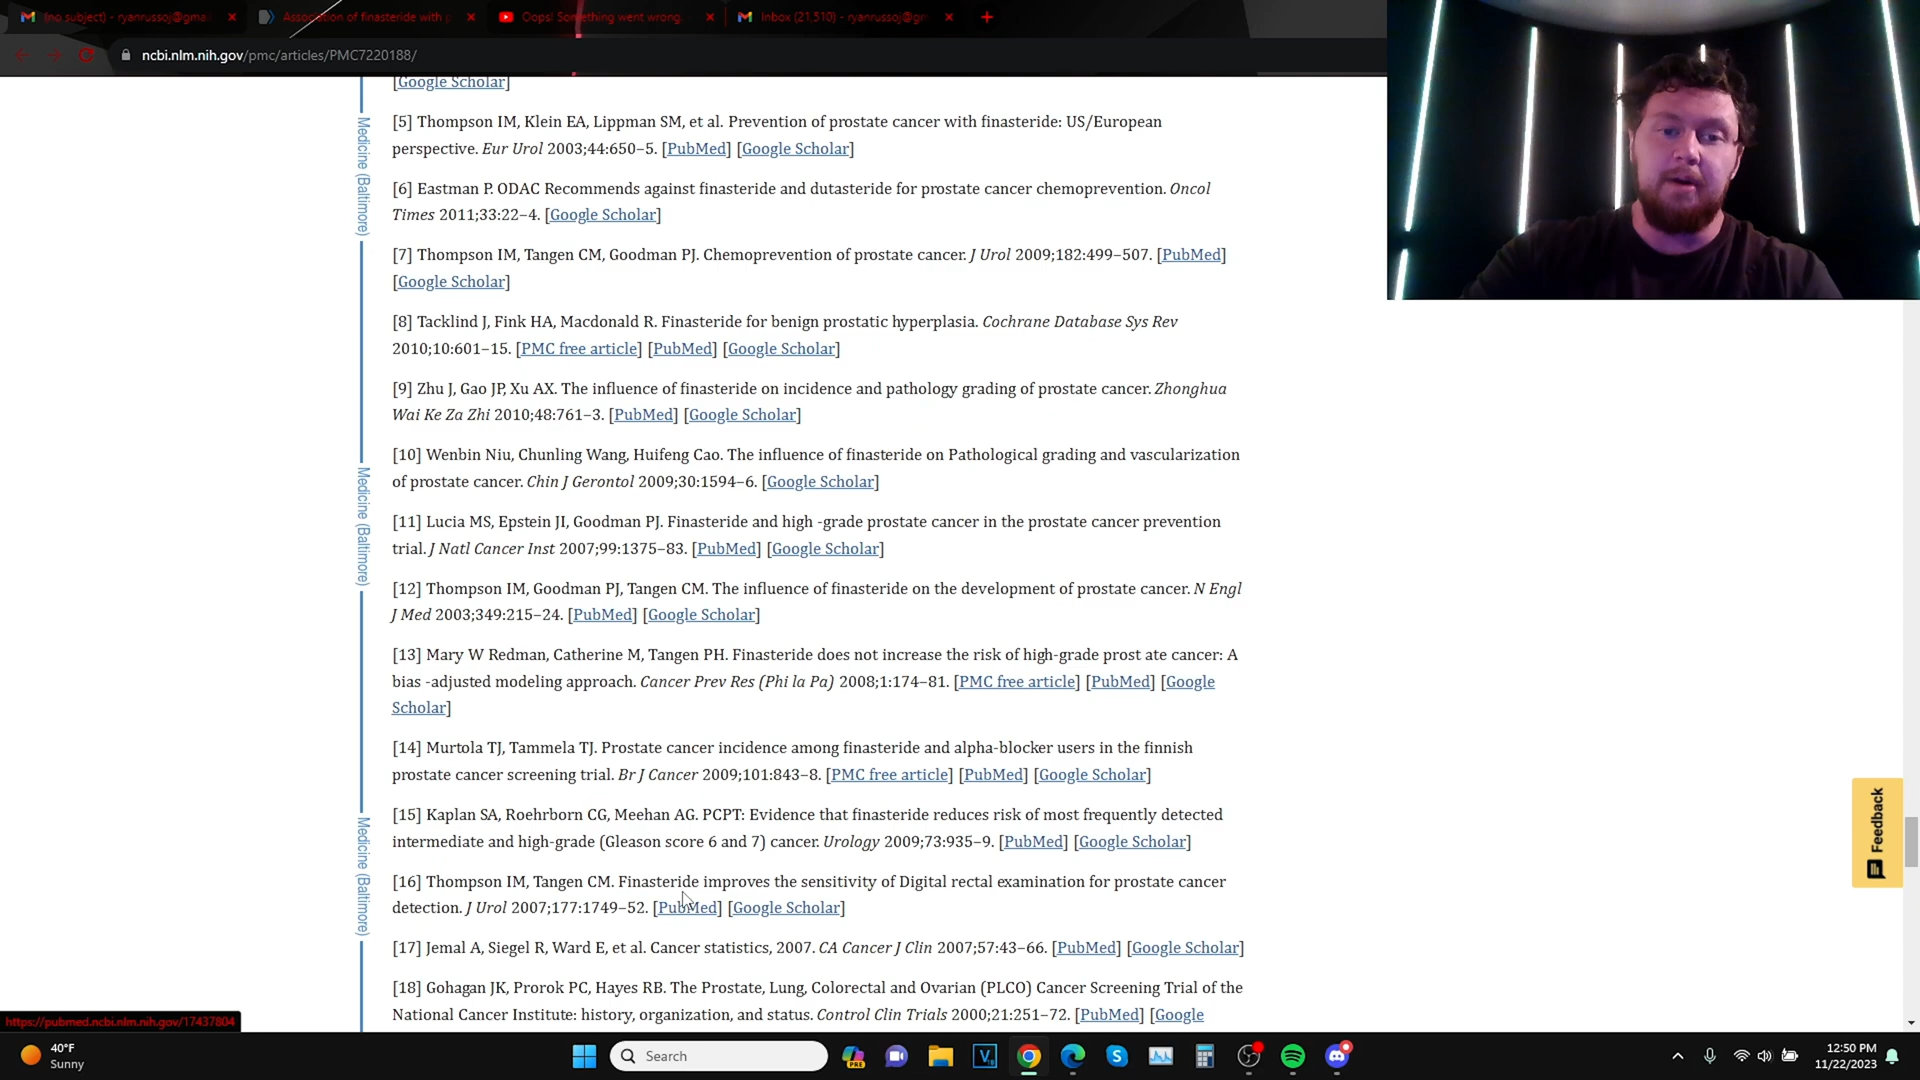 (no subject) - ryanrussoj@gmai
Association of finasteride with p
Oops! Something went wrong.
Inbox (21,510) - ryanrussoj@gm
ncbi.nlm.nih.gov/pmc/articles/PMC7220188/
[Google Scholar]
[5] Thompson IM, Klein EA, Lippman SM, et al. Prevention of prostate cancer with finasteride: US/European
perspective. Eur Urol 2003;44:650–5. [PubMed] [Google Scholar]
[6] Eastman P. ODAC Recommends against finasteride and dutasteride for prostate cancer chemoprevention. Oncol
Times 2011;33:22–4. [Google Scholar]
[7] Thompson IM, Tangen CM, Goodman PJ. Chemoprevention of prostate cancer. J Urol 2009;182:499–507. [PubMed]
[Google Scholar]
[8] Tacklind J, Fink HA, Macdonald R. Finasteride for benign prostatic hyperplasia. Cochrane Database Sys Rev
2010;10:601–15. [PMC free article] [PubMed] [Google Scholar]
[9] Zhu J, Gao JP, Xu AX. The influence of finasteride on incidence and pathology grading of prostate cancer. Zhonghua
Wai Ke Za Zhi 2010;48:761–3. [PubMed] [Google Scholar]
[10] Wenbin Niu, Chunling Wang, Huifeng Cao. The influence of finasteride on Pathological grading and vascularization
of prostate cancer. Chin J Gerontol 2009;30:1594–6. [Google Scholar]
[11] Lucia MS, Epstein JI, Goodman PJ. Finasteride and high -grade prostate cancer in the prostate cancer prevention
trial. J Natl Cancer Inst 2007;99:1375–83. [PubMed] [Google Scholar]
[12] Thompson IM, Goodman PJ, Tangen CM. The influence of finasteride on the development of prostate cancer. N Engl
J Med 2003;349:215–24. [PubMed] [Google Scholar]
[13] Mary W Redman, Catherine M, Tangen PH. Finasteride does not increase the risk of high-grade prost ate cancer: A
bias -adjusted modeling approach. Cancer Prev Res (Phi la Pa) 2008;1:174–81. [PMC free article] [PubMed] [Google
Scholar]
[14] Murtola TJ, Tammela TJ. Prostate cancer incidence among finasteride and alpha-blocker users in the finnish
prostate cancer screening trial. Br J Cancer 2009;101:843–8. [PMC free article] [PubMed] [Google Scholar]
[15] Kaplan SA, Roehrborn CG, Meehan AG. PCPT: Evidence that finasteride reduces risk of most frequently detected
intermediate and high-grade (Gleason score 6 and 7) cancer. Urology 2009;73:935–9. [PubMed] [Google Scholar]
[16] Thompson IM, Tangen CM. Finasteride improves the sensitivity of Digital rectal examination for prostate cancer
detection. J Urol 2007;177:1749–52. [PubMed] [Google Scholar]
[17] Jemal A, Siegel R, Ward E, et al. Cancer statistics, 2007. CA Cancer J Clin 2007;57:43–66. [PubMed] [Google Scholar]
[18] Gohagan JK, Prorok PC, Hayes RB. The Prostate, Lung, Colorectal and Ovarian (PLCO) Cancer Screening Trial of the
National Cancer Institute: history, organization, and status. Control Clin Trials 2000;21:251–72. [PubMed] [Google
Medicine (Baltimore)
Medicine (Baltimore)
Medicine (Baltimore)
Feedback
https://pubmed.ncbi.nlm.nih.gov/17437804
40°F
Sunny
Search
PRE
12:50 PM
11/22/2023